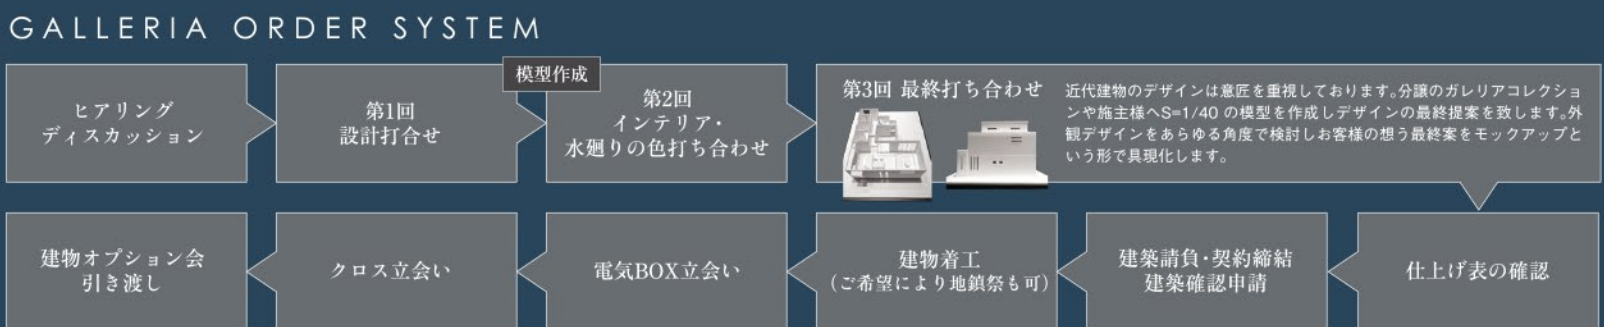 GALLERIA ORDER SYSTEM
ヒアリング
ディスカッション
第1回
設計打合せ
模型作成
第2回
インテリア・
水廻りの色打ち合わせ
第3回 最終打ち合わせ
近代建物のデザインは意匠を重視しております。分譲のガレリアコレクショ
ンや施主様へS=1/40 の模型を作成しデザインの最終提案を致します。外
観デザインをあらゆる角度で検討しお客様の想う最終案をモックアップと
いう形で具現化します。
仕上げ表の確認
建築請負・契約締結
建築確認申請
建物着工
(ご希望により地鎮祭も可)
電気BOX立会い
クロス立会い
建物オプション会
引き渡し